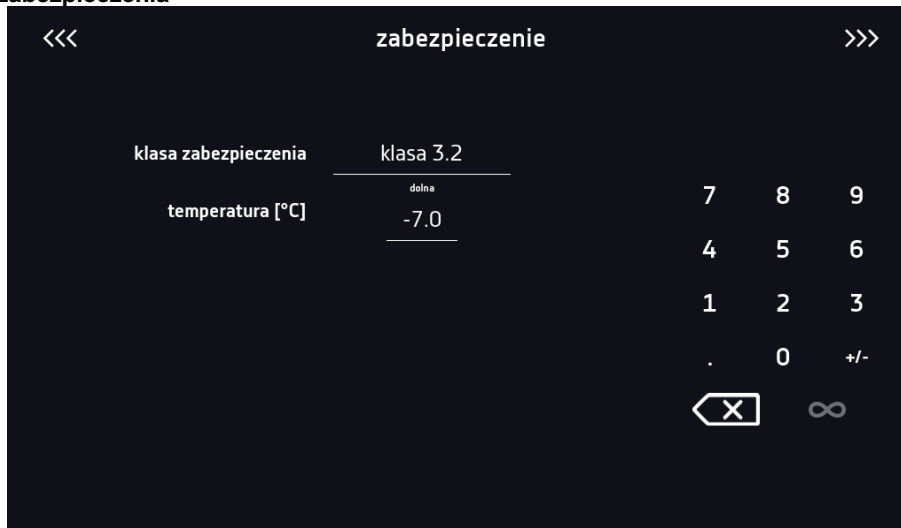 zabezpieczenia
<<< zabezpieczenie >>>
klasa zabezpieczenia klasa 3.2
dolna
temperatura [°C] -7.0
7 8 9
4 5 6
1 2 3
. 0 +/-
∞